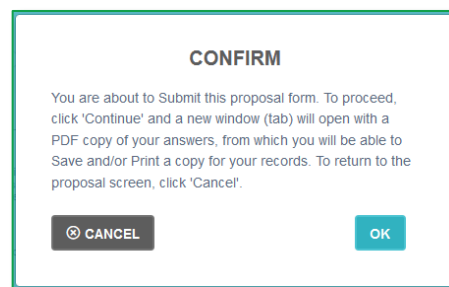 CONFIRM
You are about to Submit this proposal form. To proceed,
click 'Continue' and a new window (tab) will open with a
PDF copy of your answers, from which you will be able to
Save and/or Print a copy for your records. To return to the
proposal screen, click 'Cancel'.
CANCEL
OK